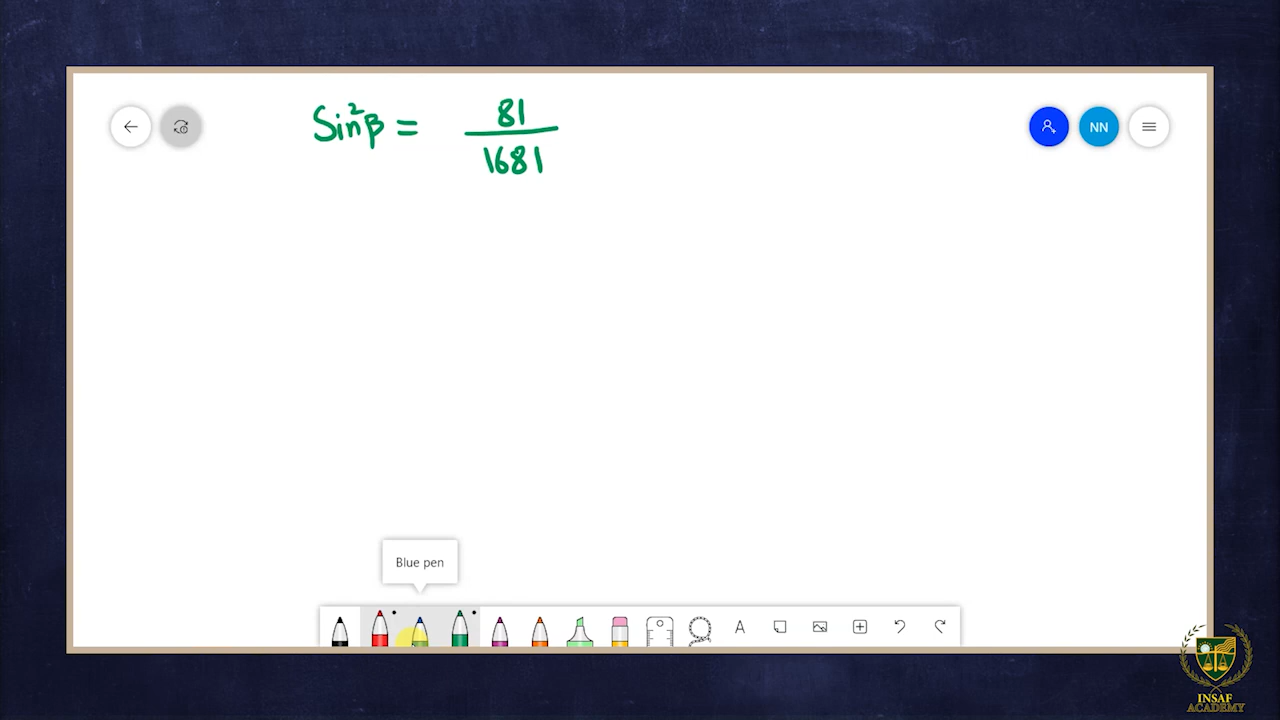 Sin²β = 81/1681
NN
Blue pen
A
INSAF
ACADEMY